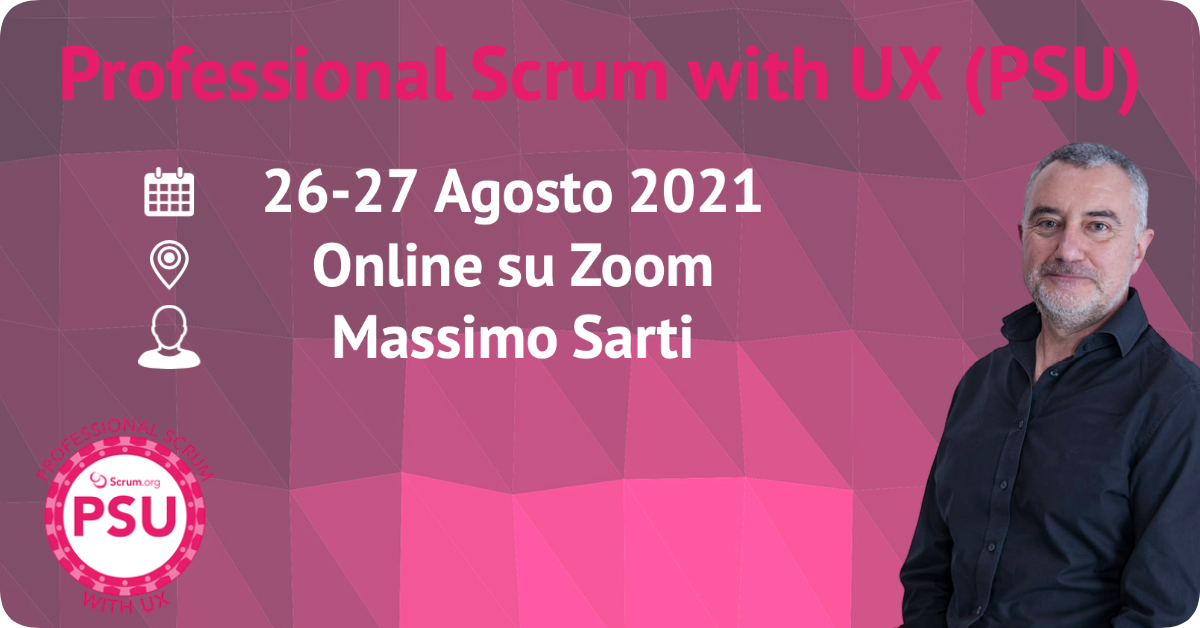 Professional Scrum with UX (PSU)
26-27 Agosto 2021
Online su Zoom
Massimo Sarti
PROFESSIONAL SCRUM
Scrum.org
PSU
WITH UX